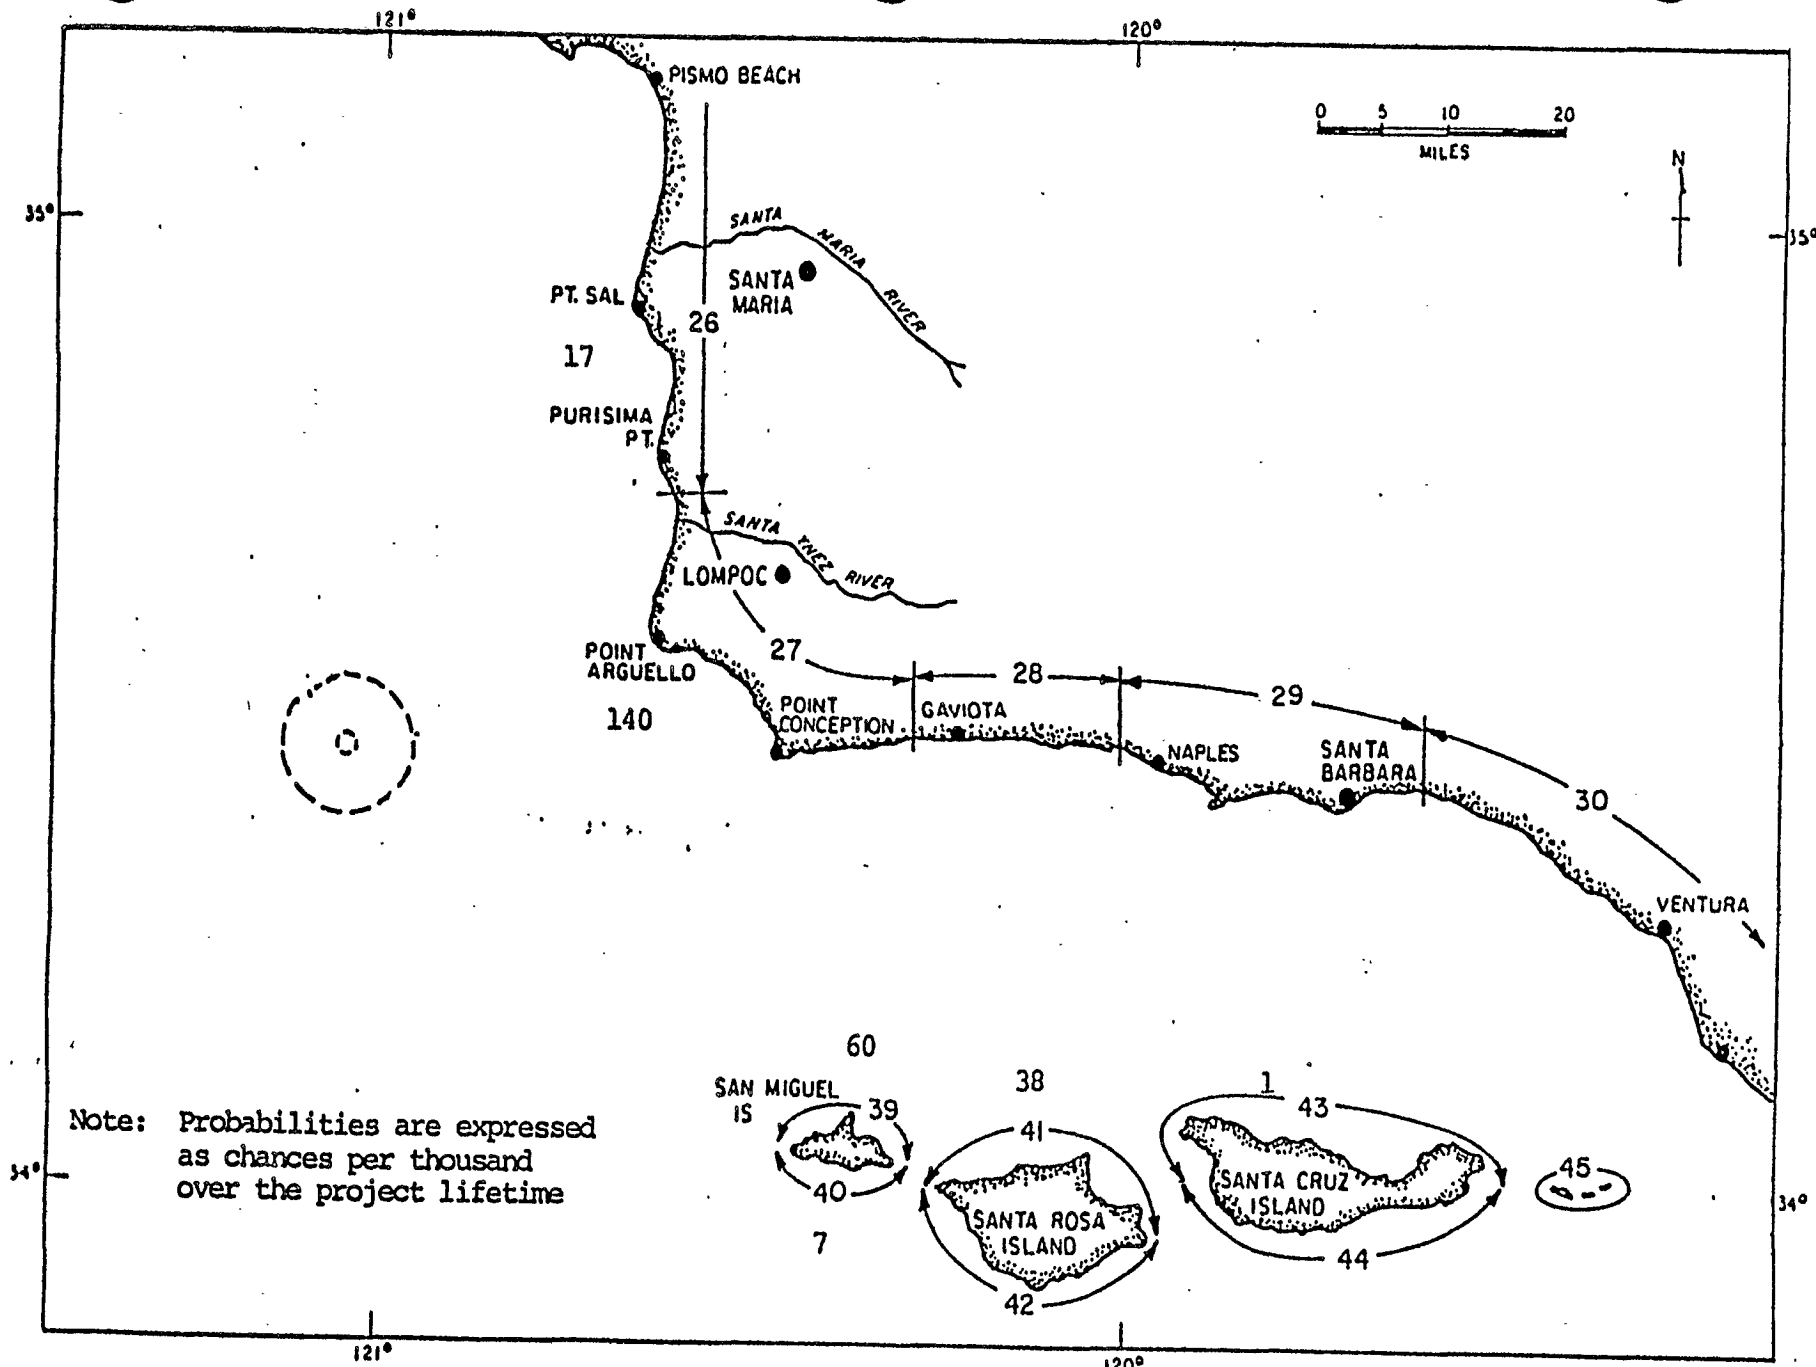 121°
120°
PISMO BEACH
0 5 10 20
MILES
N
35°
35°
SANTA MARIA RIVER
SANTA
MARIA
PT. SAL
26
17
PURISIMA
PT.
SANTA YNEZ RIVER
LOMPOC
27
28
29
30
POINT
ARGUELLO
140
POINT
CONCEPTION
GAVIOTA
NAPLES
SANTA
BARBARA
VENTURA
60
38
1
SAN MIGUEL
IS
39
40
7
41
SANTA ROSA
ISLAND
42
43
SANTA CRUZ
ISLAND
44
45
Note: Probabilities are expressed
as chances per thousand
over the project lifetime
34°
34°
121°
120°